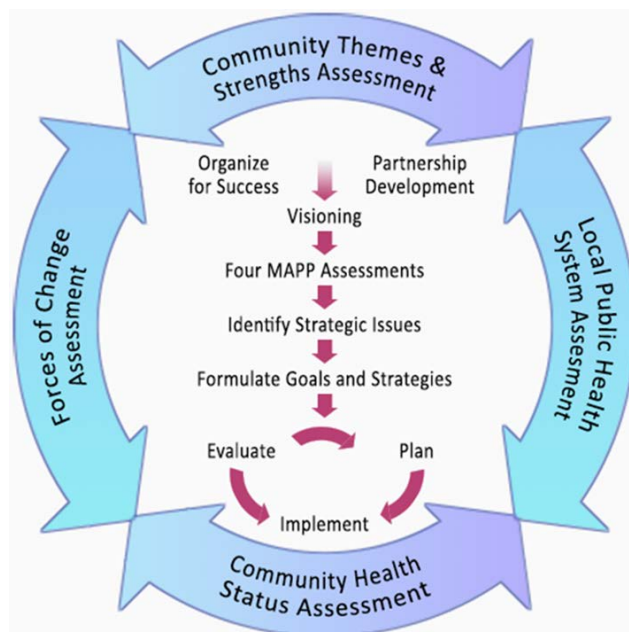 Community Themes &
Strengths Assessment
Organize
for Success
Partnership
Development
Visioning
Four MAPP Assessments
Identify Strategic Issues
Formulate Goals and Strategies
Evaluate
Plan
Implement
Forces of Change
Assessment
Local Public Health
System Assesment
Community Health
Status Assessment